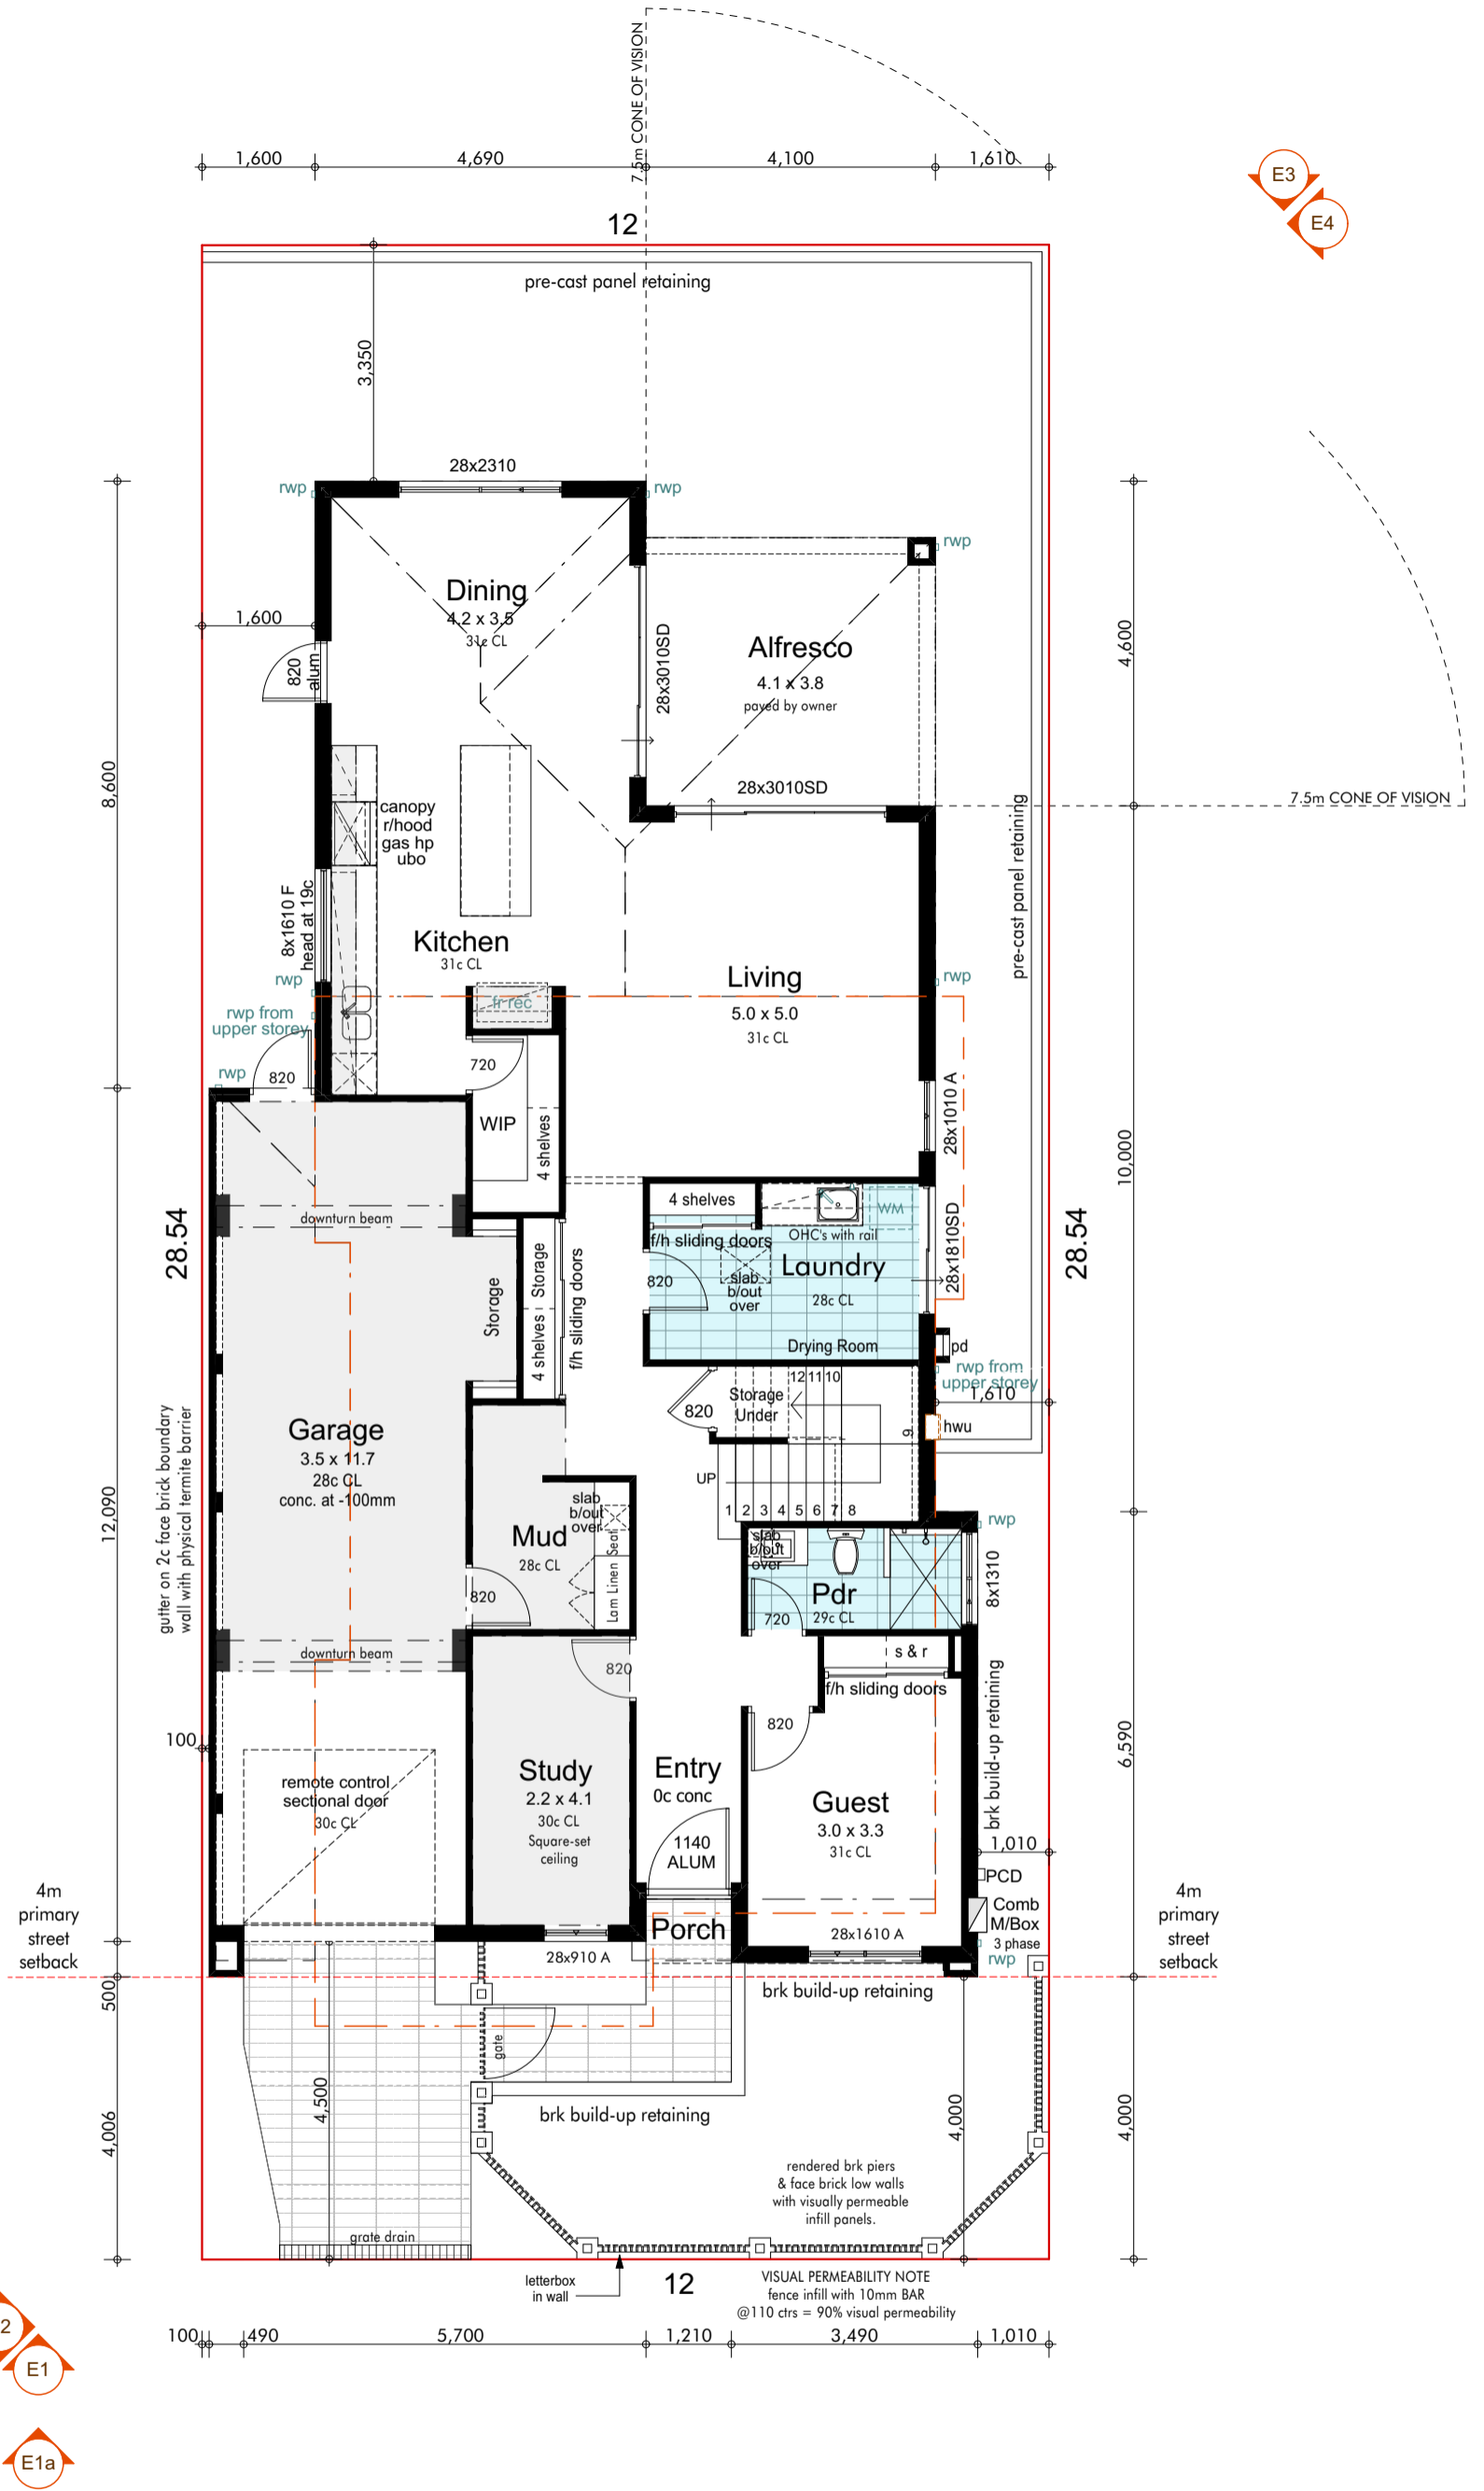 7.5m CONE OF VISION
1,600
4,690
4,100
1,610
E3
E4
12
pre-cast panel retaining
3,350
28x2310
rwp
rwp
rwp
Dining
4.2 x 3.5
31c CL
1,600
820
alum
28x3010SD
Alfresco
4.1 x 3.8
paved by owner
4,600
28x3010SD
7.5m CONE OF VISION
8,600
canopy
r/hood
gas hp
ubo
pre-cast panel retaining
8x1610 F
head at 19c
Kitchen
31c CL
Living
5.0 x 5.0
31c CL
rwp
rwp
fr rec
rwp from
upper storey
rwp
820
720
WIP
4 shelves
28x1010 A
10,000
28.54
28.54
downturn beam
4 shelves
WM
f/h sliding doors
OHC's with rail
Laundry
820
slab
b/out
over
28c CL
Drying Room
28x1810SD
Storage
4 shelves
Storage
f/h sliding doors
pd
rwp from
upper storey
1,610
Storage
Under
12 11 10
9
820
hwu
Garage
3.5 x 11.7
28c CL
conc. at -100mm
gutter on 2c face brick boundary
wall with physical termite barrier
12,090
UP
1 2 3 4 5 6 7 8
Mud
28c CL
slab
b/out
over
Lam Linen
Seat
820
slab
b/out
over
Pdr
29c CL
720
rwp
8x1310
downturn beam
820
s & r
f/h sliding doors
820
brk build-up retaining
6,590
100
remote control
sectional door
30c CL
Study
2.2 x 4.1
30c CL
Square-set
ceiling
Entry
0c conc
1140
ALUM
Guest
3.0 x 3.3
31c CL
1,010
PCD
Comb
M/Box
3 phase
rwp
4m
primary
street
setback
4m
primary
street
setback
Porch
28x910 A
28x1610 A
500
brk build-up retaining
gate
4,500
4,006
4,000
4,000
brk build-up retaining
rendered brk piers
& face brick low walls
with visually permeable
infill panels.
grate drain
letterbox
in wall
12
VISUAL PERMEABILITY NOTE
fence infill with 10mm BAR
@110 ctrs = 90% visual permeability
100
490
5,700
1,210
3,490
1,010
2
E1
E1a